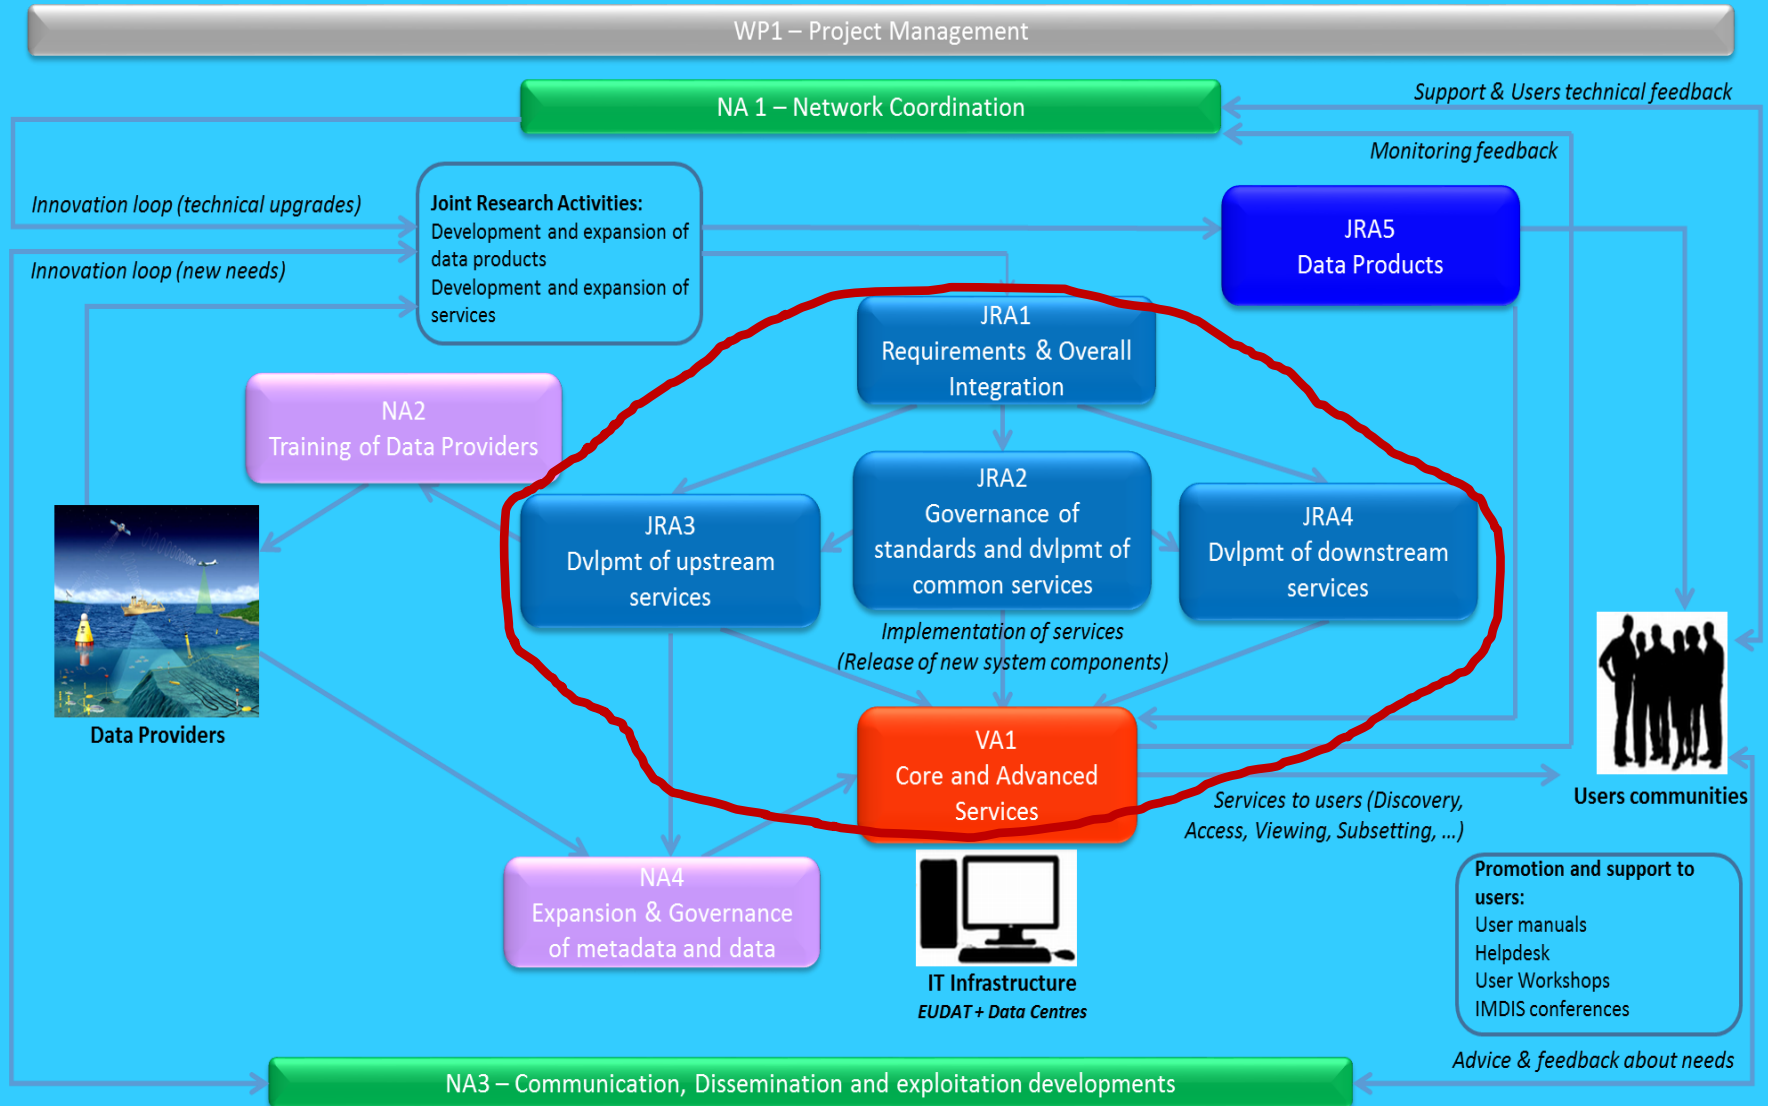 WP1 – Project Management
NA 1 – Network Coordination
Support & Users technical feedback
Monitoring feedback
Innovation loop (technical upgrades)
Innovation loop (new needs)
Joint Research Activities:
Development and expansion of
data products
Development and expansion of
services
JRA5
Data Products
JRA1
Requirements & Overall
Integration
NA2
Training of Data Providers
JRA2
Governance of
standards and dvlpmt of
common services
JRA3
Dvlpmt of upstream
services
JRA4
Dvlpmt of downstream
services
Implementation of services
(Release of new system components)
Data Providers
VA1
Core and Advanced
Services
Users communities
Services to users (Discovery,
Access, Viewing, Subsetting, ...)
NA4
Expansion & Governance
of metadata and data
IT Infrastructure
EUDAT + Data Centres
Promotion and support to
users:
User manuals
Helpdesk
User Workshops
IMDIS conferences
Advice & feedback about needs
NA3 – Communication, Dissemination and exploitation developments